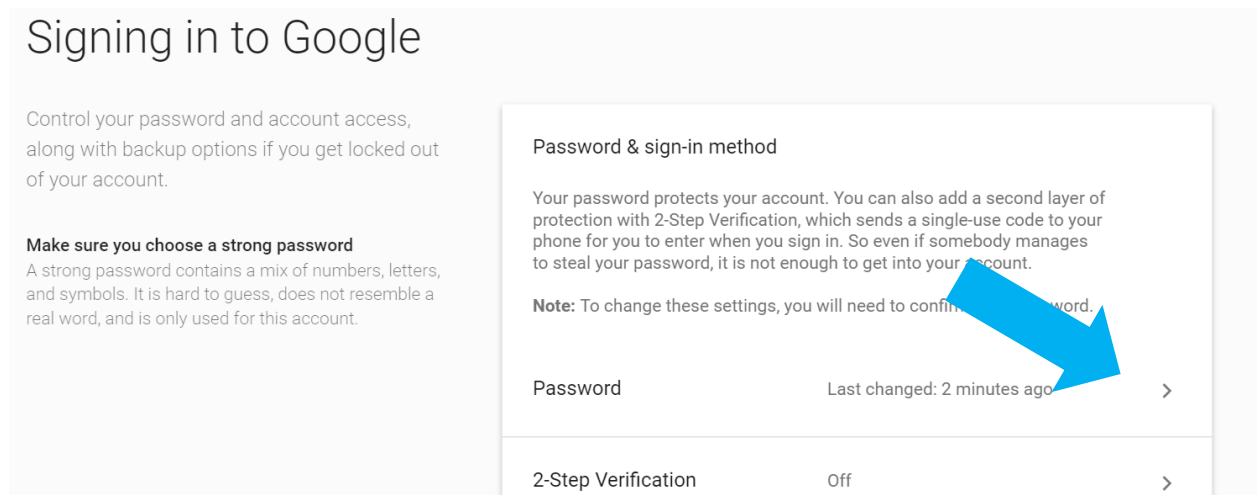 Signing in to Google
Control your password and account access,
along with backup options if you get locked out
of your account.
Make sure you choose a strong password
A strong password contains a mix of numbers, letters,
and symbols. It is hard to guess, does not resemble a
real word, and is only used for this account.
Password & sign-in method
Your password protects your account. You can also add a second layer of
protection with 2-Step Verification, which sends a single-use code to your
phone for you to enter when you sign in. So even if somebody manages
to steal your password, it is not enough to get into your account.
Note: To change these settings, you will need to
Password Last changed: 2 minutes ago
2-Step Verification Off